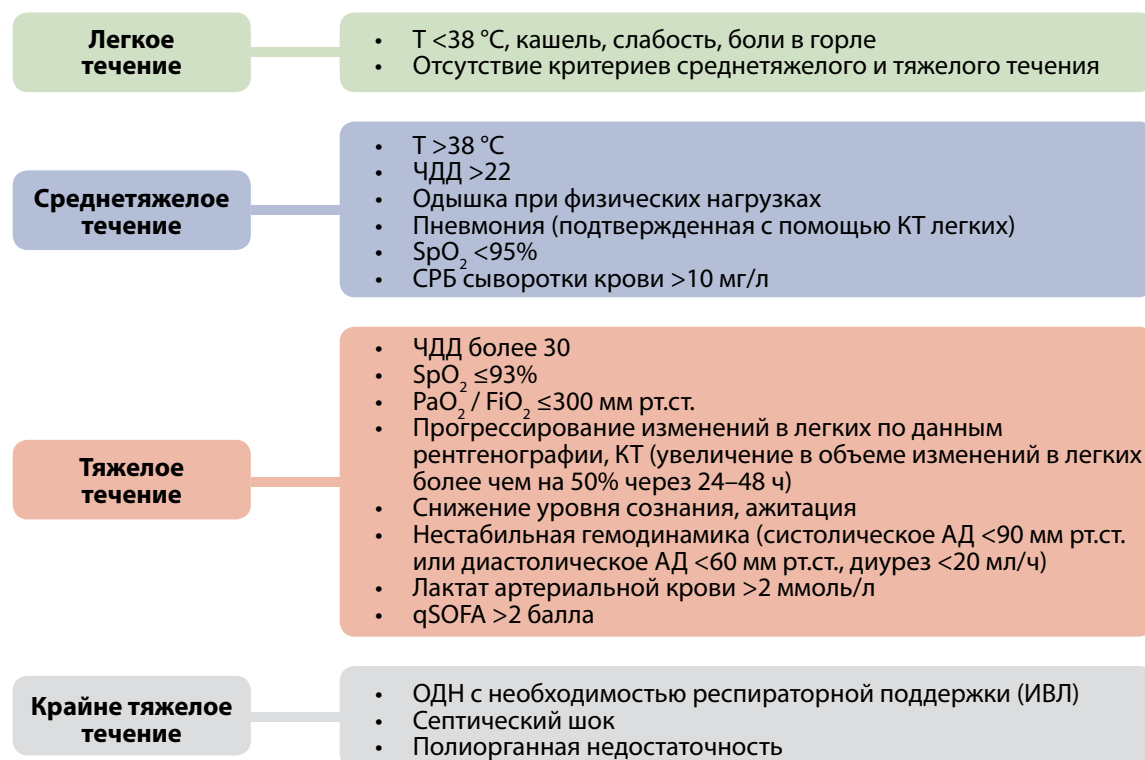 Легкое
течение
• T <38 °C, кашель, слабость, боли в горле
• Отсутствие критериев среднетяжелого и тяжелого течения
Среднетяжелое
течение
• T >38 °C
• ЧДД >22
• Одышка при физических нагрузках
• Пневмония (подтвержденная с помощью КТ легких)
• SpO₂ <95%
• СРБ сыворотки крови >10 мг/л
Тяжелое
течение
• ЧДД более 30
• SpO₂ ≤93%
• PaO₂ / FiO₂ ≤300 мм рт.ст.
• Прогрессирование изменений в легких по данным
рентгенографии, КТ (увеличение в объеме изменений в легких
более чем на 50% через 24–48 ч)
• Снижение уровня сознания, ажитация
• Нестабильная гемодинамика (систолическое АД <90 мм рт.ст.
или диастолическое АД <60 мм рт.ст., диурез <20 мл/ч)
• Лактат артериальной крови >2 ммоль/л
• qSOFA >2 балла
Крайне тяжелое
течение
• ОДН с необходимостью респираторной поддержки (ИВЛ)
• Септический шок
• Полиорганная недостаточность